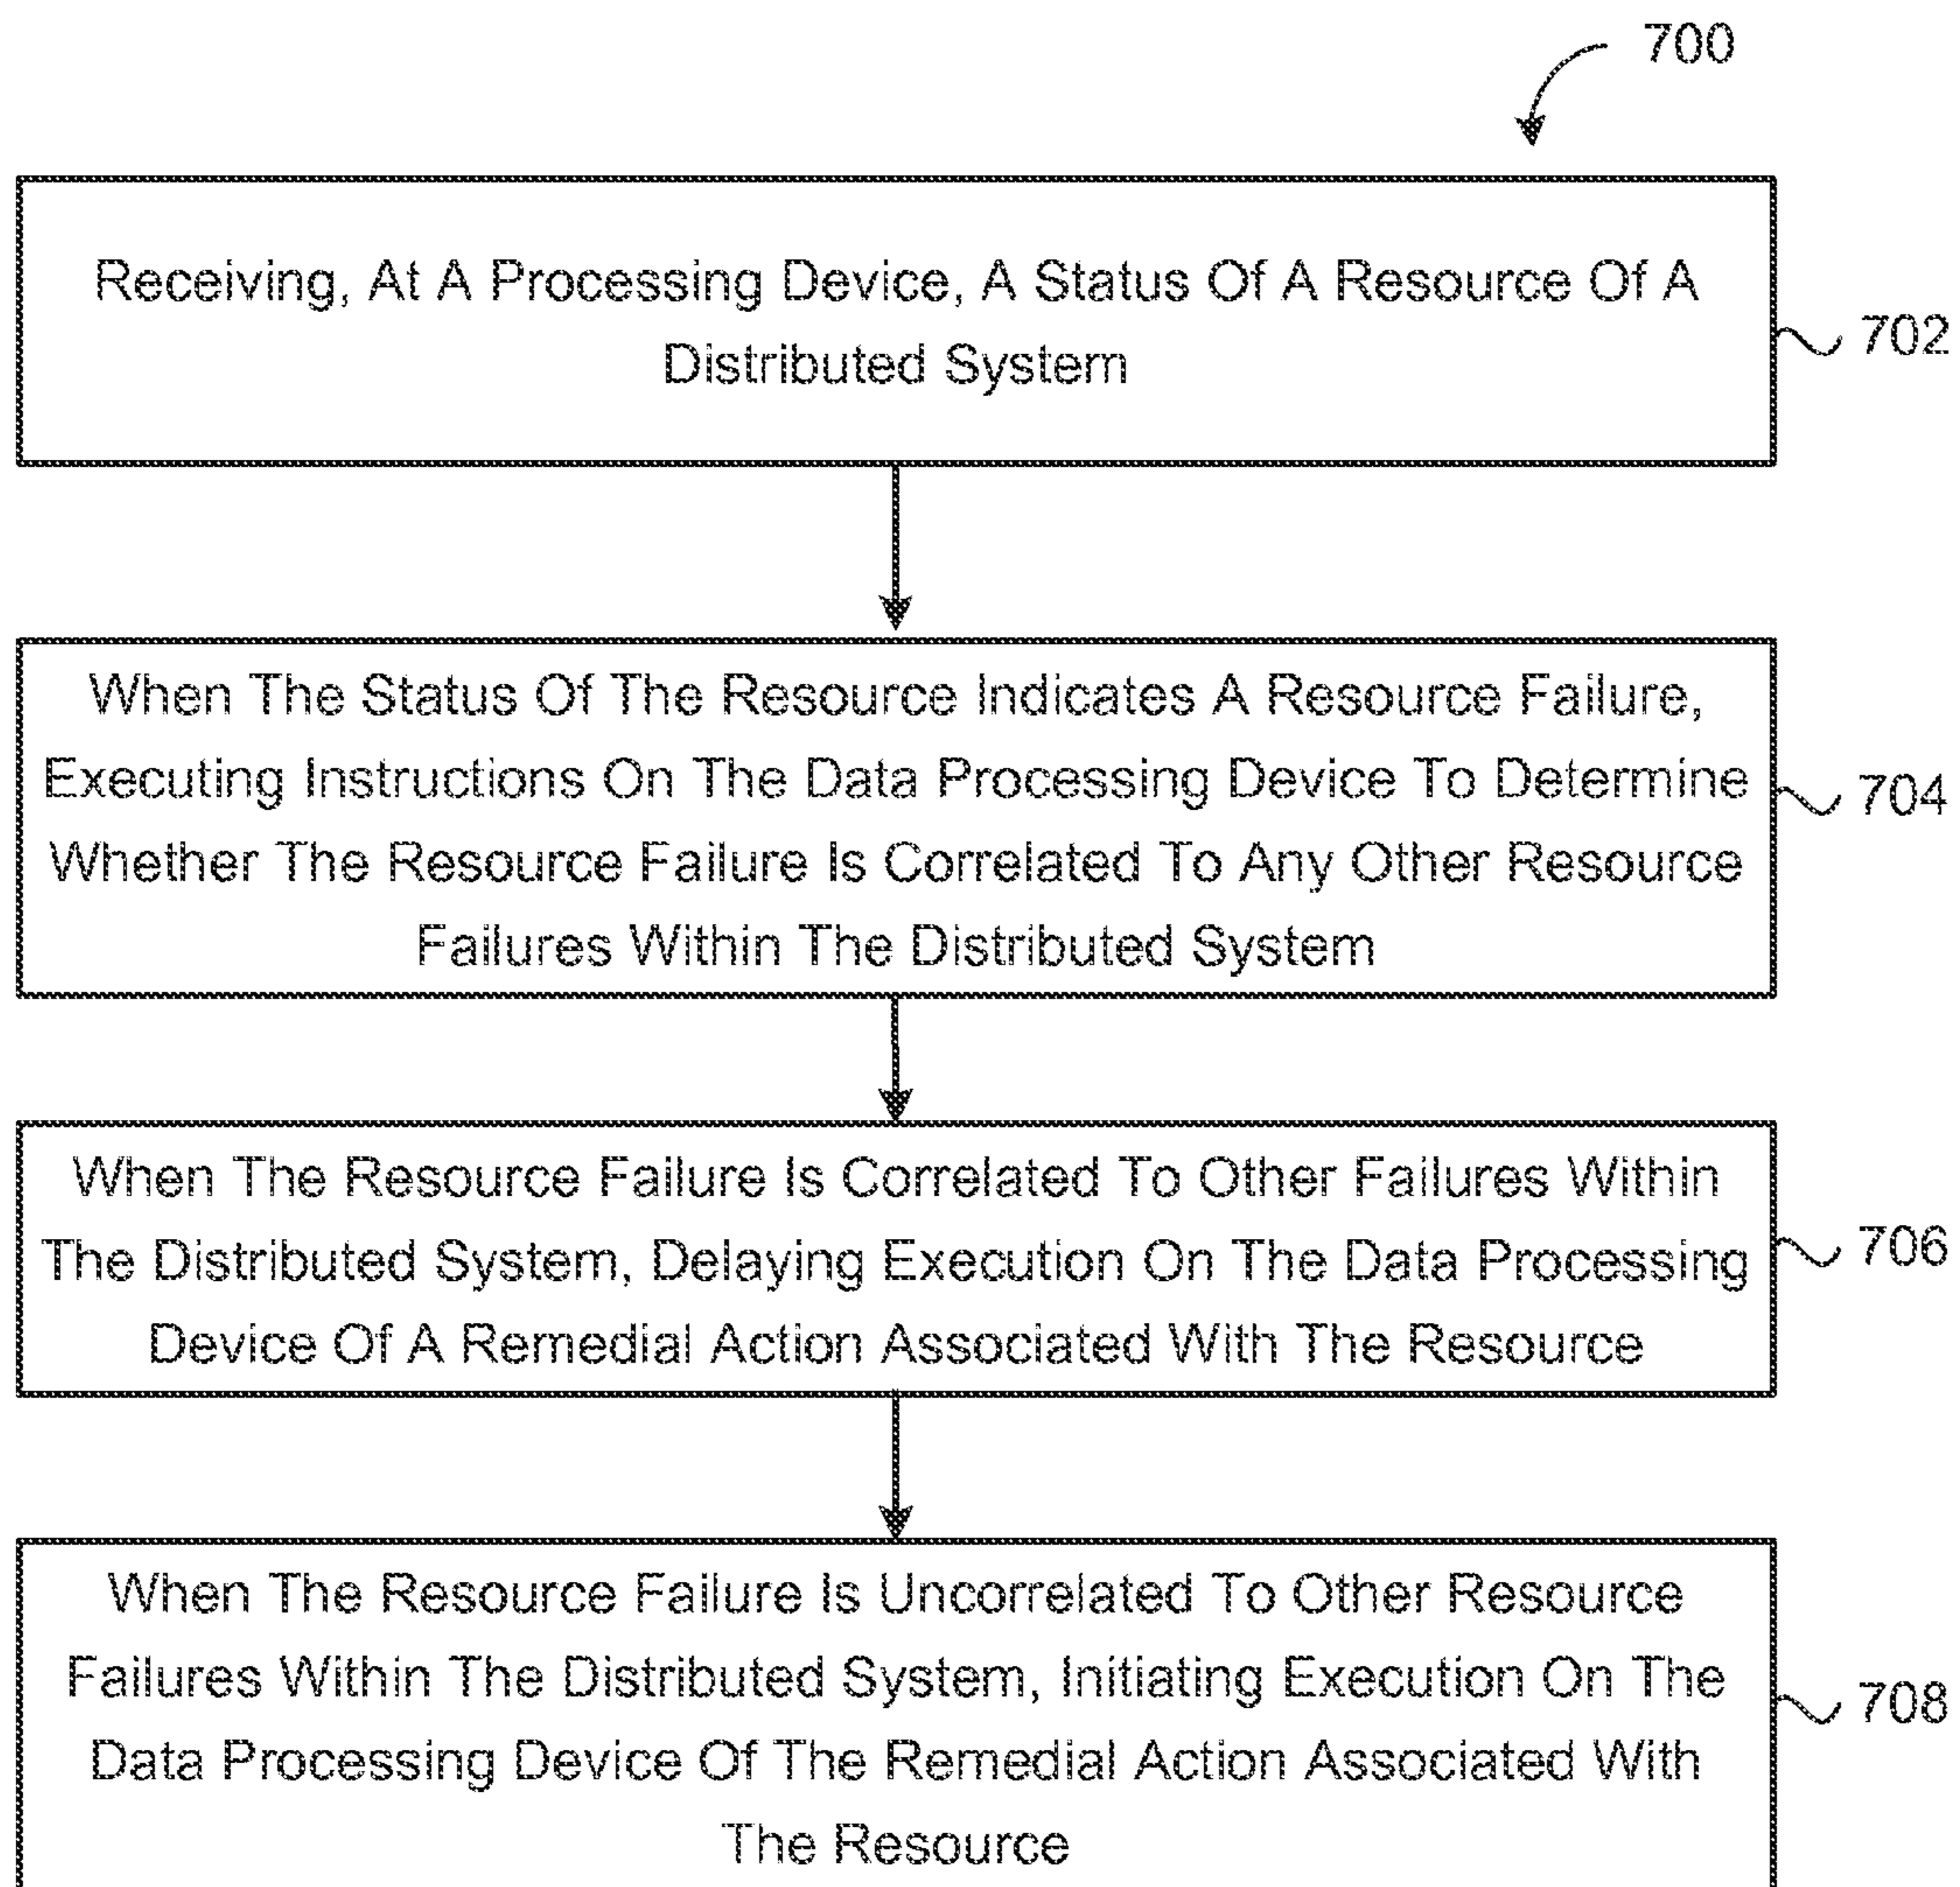 700
Receiving, At A Processing Device, A Status Of A Resource Of A
Distributed System
702
When The Status Of The Resource Indicates A Resource Failure,
Executing Instructions On The Data Processing Device To Determine
Whether The Resource Failure Is Correlated To Any Other Resource
Failures Within The Distributed System
704
When The Resource Failure Is Correlated To Other Failures Within
The Distributed System, Delaying Execution On The Data Processing
Device Of A Remedial Action Associated With The Resource
706
When The Resource Failure Is Uncorrelated To Other Resource
Failures Within The Distributed System, Initiating Execution On The
Data Processing Device Of The Remedial Action Associated With
The Resource
708